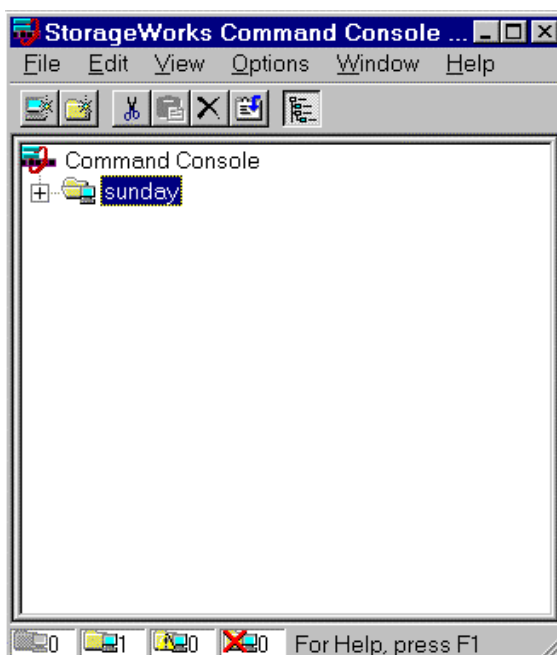 StorageWorks Command Console ...
File Edit View Options Window Help
Command Console
sunday
0 1 0 0 For Help, press F1